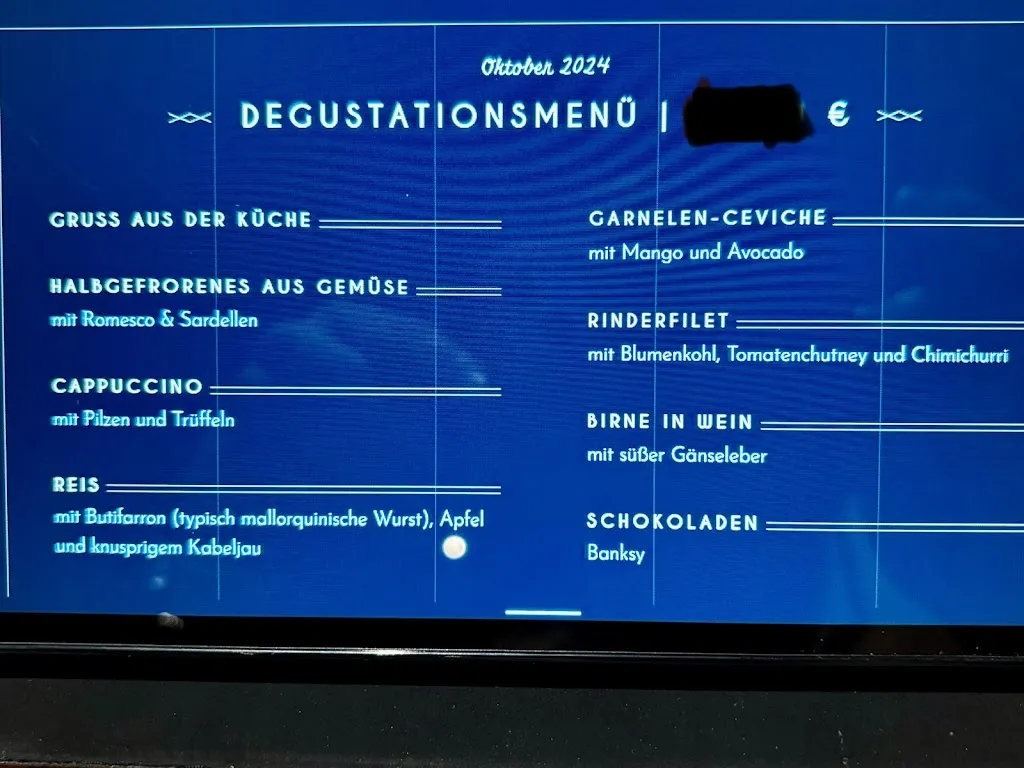 Oktober 2024
DEGUSTATIONSMENÜ | €
GRUSS AUS DER KÜCHE
HALBGEFRORENES AUS GEMÜSE
mit Romesco & Sardellen
CAPPUCCINO
mit Pilzen und Trüffeln
REIS
mit Butifarron (typisch mallorquinische Wurst), Apfel
und knusprigem Kabeljau
GARNELEN-CEVICHE
mit Mango und Avocado
RINDERFILET
mit Blumenkohl, Tomatenchutney und Chimichurri
BIRNE IN WEIN
mit süßer Gänseleber
SCHOKOLADEN
Banksy